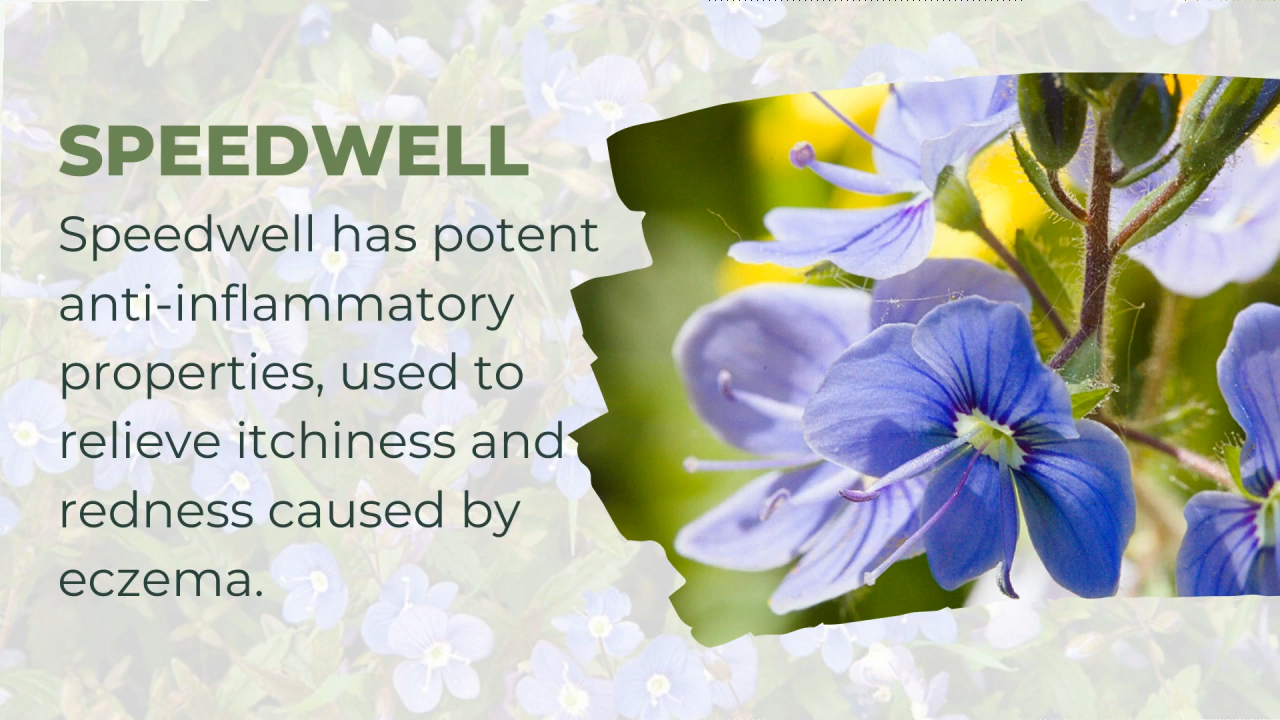 SPEEDWELL
Speedwell has potent
anti-inflammatory
properties, used to
relieve itchiness and
redness caused by
eczema.